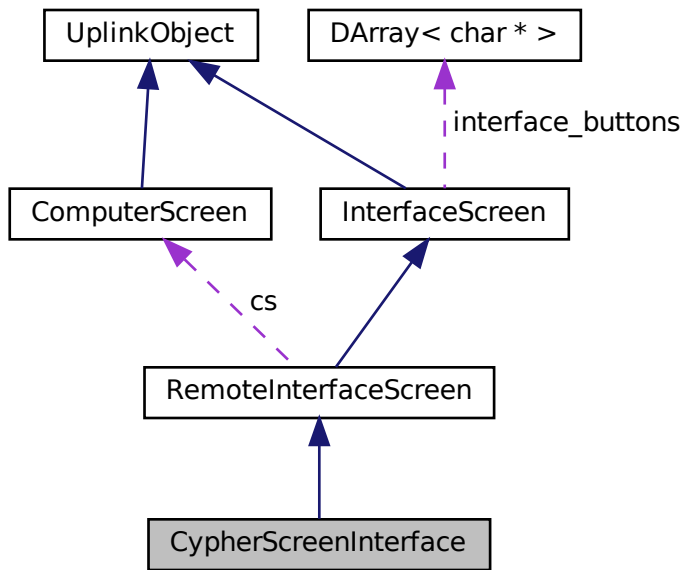 UplinkObject
DArray< char * >
interface_buttons
ComputerScreen
InterfaceScreen
cs
RemoteInterfaceScreen
CypherScreenInterface